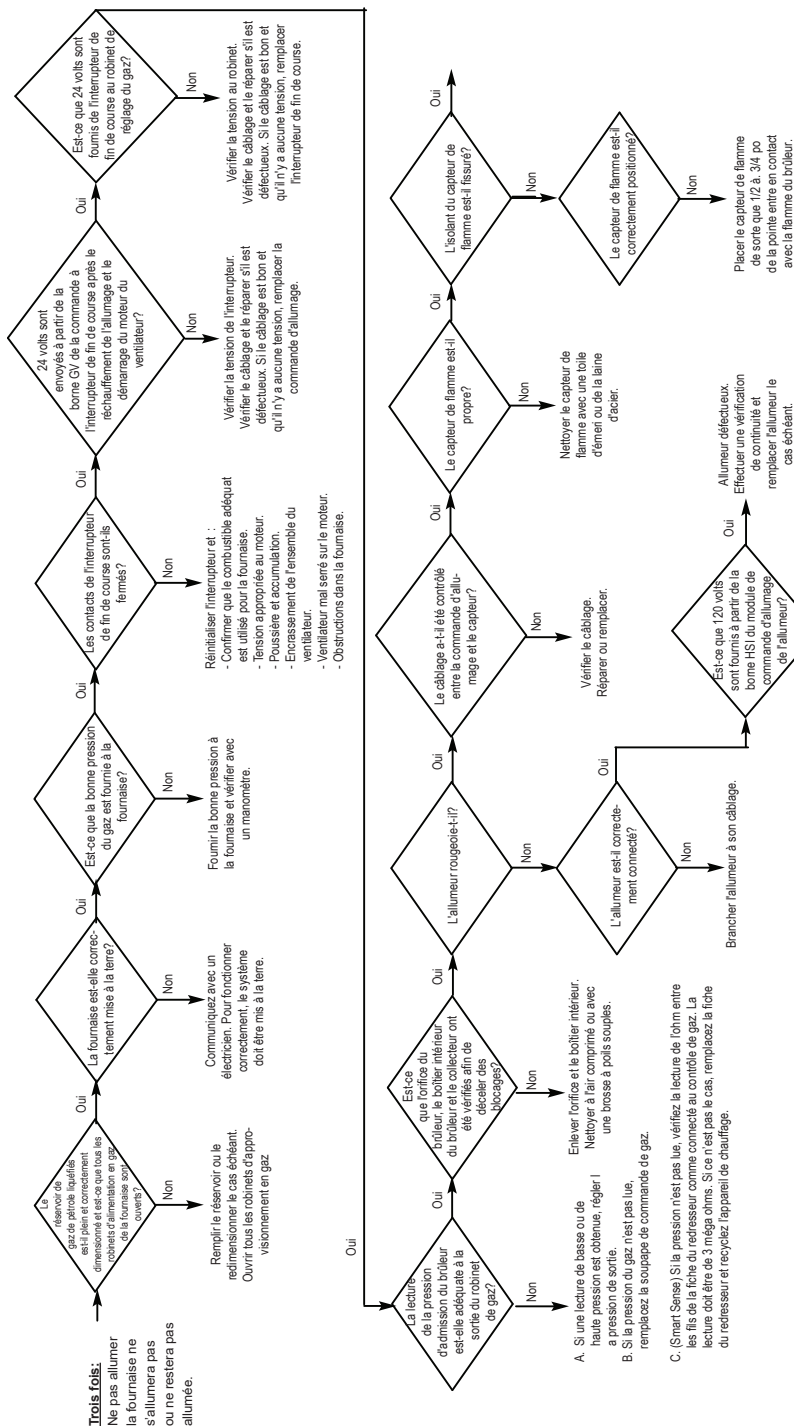 Trois fois:
Ne pas allumer
la fournaise ne
s'allumera pas
ou ne restera pas
allumée.
Le
réservoir de
gaz de pétrole liquéfiés
est-il plein et correctement
dimensionné et est-ce que tous les
robinets d'alimentation en gaz
de la fournaise sont
ouverts?
Non
Remplir le réservoir ou le
redimensionner le cas échéant.
Ouvrir tous les robinets d'appro-
visionnement en gaz
Oui
La fournaise est-elle correc-
tement mise à la terre?
Non
Communiquez avec un
électricien. Pour fonctionner
correctement, le système
doit être mis à la terre.
Oui
Est-ce que la bonne pression
du gaz est fournie à la
fournaise?
Non
Fournir la bonne pression à
la fournaise et vérifier avec
un manomètre.
Oui
Les contacts de l'interrupteur
de fin de course sont-ils
fermés?
Non
Réinitialiser l'interrupteur et :
- Confirmer que le combustible adéquat
est utilisé pour la fournaise.
- Tension appropriée au moteur.
- Poussière et accumulation.
- Encrassement de l'ensemble du
ventilateur.
- Ventilateur mal serré sur le moteur.
- Obstructions dans la fournaise.
Oui
24 volts sont
envoyés à partir de la
borne GV de la commande à
l'interrupteur de fin de course après le
réchauffement de l'allumage et le
démarrage du moteur du
ventilateur?
Non
Vérifier la tension de l'interrupteur.
Vérifier le câblage et le réparer s'il est
défectueux. Si le câblage est bon et
qu'il n'y a aucune tension, remplacer la
commande d'allumage.
Oui
Est-ce que 24 volts sont
fournis de l'interrupteur de
fin de course au robinet de
réglage du gaz?
Non
Vérifier la tension au robinet.
Vérifier le câblage et le réparer s'il est
défectueux. Si le câblage est bon et
qu'il n'y a aucune tension, remplacer
l'interrupteur de fin de course.
Oui
La lecture
de la pression
d'admission du brûleur
est-elle adéquate à la
sortie du robinet
de gaz?
Non
A. Si une lecture de basse ou de
haute pression est obtenue, régler l
a pression de sortie.
B. Si la pression du gaz n'est pas lue,
remplacez la soupape de commande de gaz.
C. (Smart Sense) Si la pression n'est pas lue, vérifiez la lecture de l'ohm entre
les fils de la fiche du redresseur comme connecté au contrôle de gaz. La
lecture doit être de 3 méga ohms. Si ce n'est pas le cas, remplacez la fiche
du redresseur et recyclez l'appareil de chauffage.
Oui
Est-ce
que l'orifice du
brûleur, le boîtier intérieur
du brûleur et le collecteur ont
été vérifiés afin de
déceler des
blocages?
Non
Enlever l'orifice et le boîtier intérieur.
Nettoyer à l'air comprimé ou avec
une brosse à poils souples.
Oui
L'allumeur rougeoie-t-il?
Non
L'allumeur est-il correcte-
ment connecté?
Non
Brancher l'allumeur à son câblage.
Oui
Est-ce que 120 volts
sont fournis à partir de la
borne HSI du module de
commande d'allumage
de l'allumeur?
Oui
Allumeur défectueux.
Effectuer une vérification
de continuité et
remplacer l'allumeur le
cas échéant.
Oui
Le câblage a-t-il été contrôlé
entre la commande d'allu-
mage et le capteur?
Non
Vérifier le câblage.
Réparer ou remplacer.
Oui
Le capteur de flamme est-il
propre?
Non
Nettoyer le capteur de
flamme avec une toile
d'émeri ou de la laine
d'acier.
Oui
L'isolant du capteur de
flamme est-il fissuré?
Oui
Non
Le capteur de flamme est-il
correctement positionné?
Non
Placer le capteur de flamme
de sorte que 1/2 à. 3/4 po
de la pointe entre en contact
avec la flamme du brûleur.